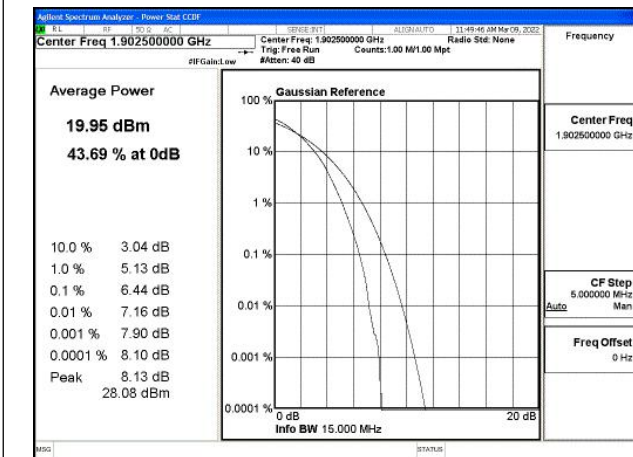 Agilent Spectrum Analyzer - Power Stat CCDF
RL RF 50 Ω AC SENSE:INT ALIGNAUTO 11:49:46 AM Mar 09, 2022
Center Freq 1.902500000 GHz
Center Freq: 1.902500000 GHz Radio Std: None
Trig: Free Run Counts:1.00 M/1.00 Mpt
#IFGain:Low #Atten: 40 dB
Frequency
Average Power
19.95 dBm
43.69 % at 0dB
10.0 % 3.04 dB
1.0 % 5.13 dB
0.1 % 6.44 dB
0.01 % 7.16 dB
0.001 % 7.90 dB
0.0001 % 8.10 dB
Peak 8.13 dB
28.08 dBm
Gaussian Reference
100 %
10 %
1 %
0.1 %
0.01 %
0.001 %
0.0001 %
0 dB 20 dB
Info BW 15.000 MHz
Center Freq
1.902500000 GHz
CF Step
5.000000 MHz
Auto Man
Freq Offset
0 Hz
MSG STATUS